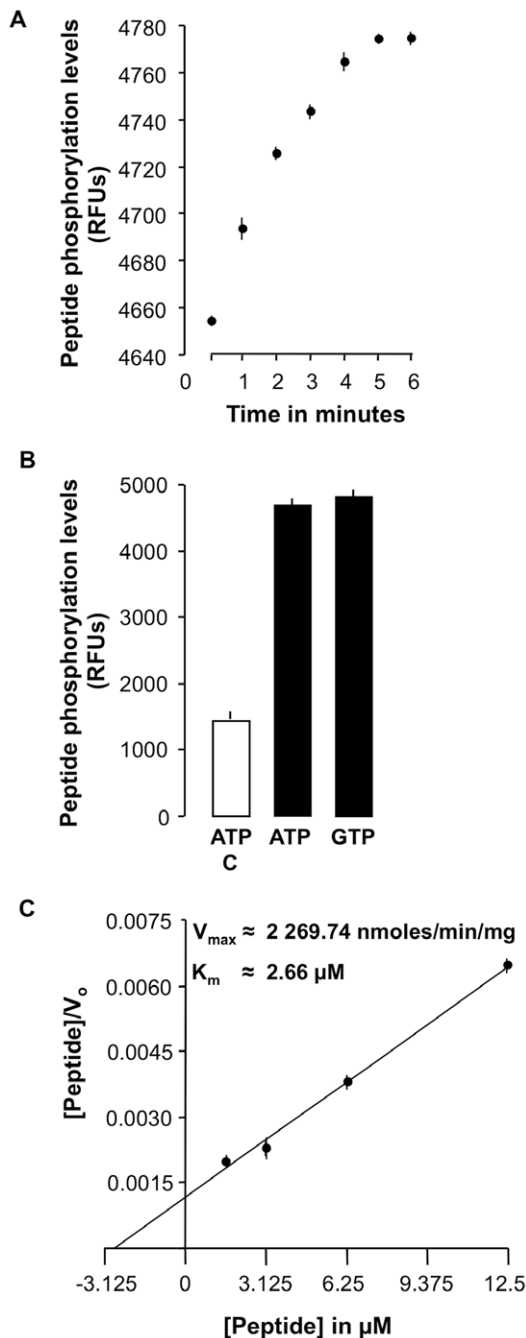 A
Peptide phosphorylation levels
(RFUs)
4780
4760
4740
4720
4700
4680
4660
4640
0 1 2 3 4 5 6
Time in minutes
B
Peptide phosphorylation levels
(RFUs)
5000
4000
3000
2000
1000
0
ATP ATP GTP
C
C
[Peptide]/Vo
0.0075
0.0060
0.0045
0.0030
0.0015
Vmax ≈ 2 269.74 nmoles/min/mg
Km ≈ 2.66 µM
-3.125 0 3.125 6.25 9.375 12.5
[Peptide] in µM